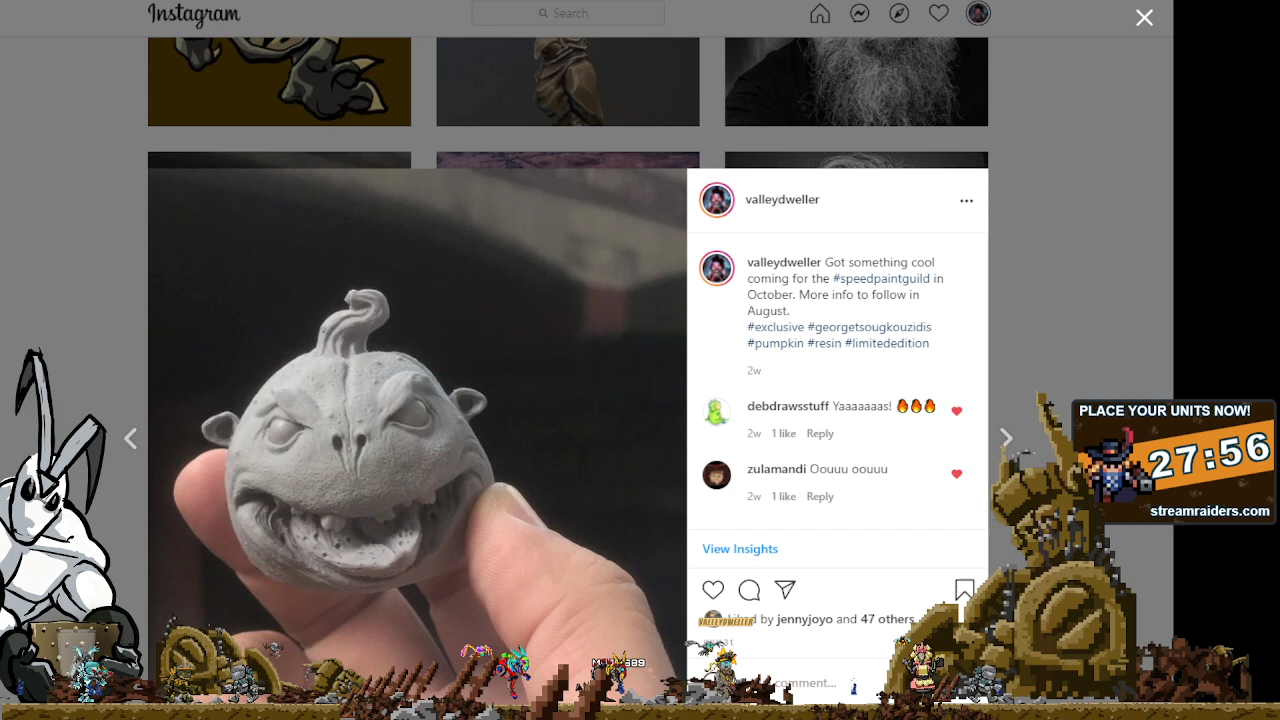 Instagram
Search
valleydweller
valleydweller Got something cool
coming for the #speedpaintguild in
October. More info to follow in
August.
#exclusive #georgetsougkouzidis
#pumpkin #resin #limitededition
2w
debdrawsstuff Yaaaaaaas! 🔥🔥🔥
2w 1 like Reply
zulamandi Oouuu oouuu
2w 1 like Reply
View Insights
Liked by jennyjoyo and 47 others
VALLEYDWELLER
comment...
PLACE YOUR UNITS NOW!
27:56
streamraiders.com